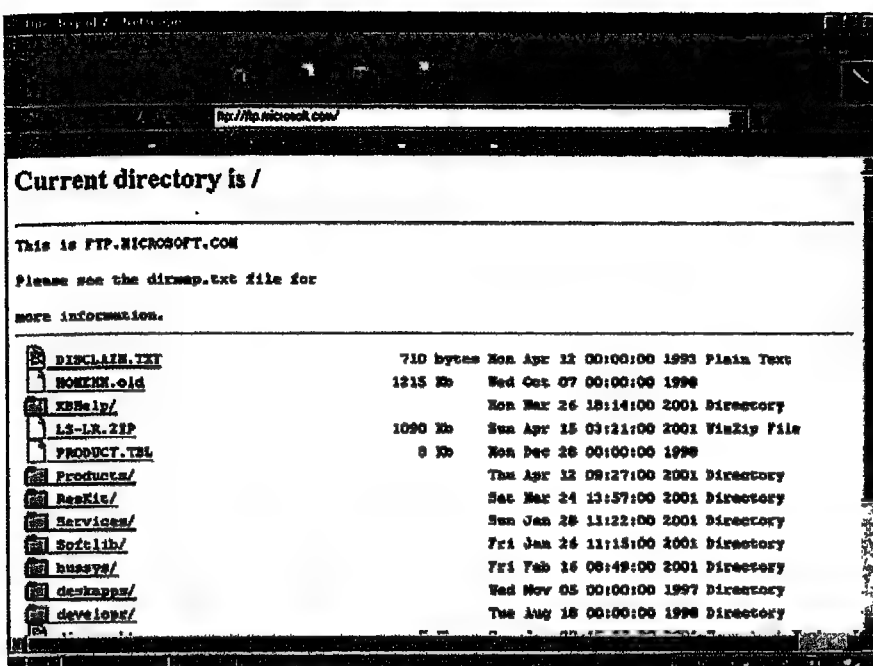 Netscape
ftp://ftp.microsoft.com/
Current directory is /
This is FTP.MICROSOFT.COM
Please see the dirmap.txt file for
more information.
DISCLAIM.TXT 710 bytes Mon Apr 12 00:00:00 1993 Plain Text
1215 Kb Wed Oct 07 00:00:00 1998
KBHelp/ Mon Mar 26 18:14:00 2001 Directory
LS-LR.ZIP 1090 Kb Sun Apr 15 03:21:00 2001 WinZip File
PRODUCT.TBL 8 Kb Mon Dec 28 00:00:00 1998
Products/ Thu Apr 12 09:27:00 2001 Directory
ResKit/ Sat Mar 24 13:57:00 2001 Directory
Services/ Sun Jan 28 11:22:00 2001 Directory
Softlib/ Fri Jan 26 11:15:00 2001 Directory
bussys/ Fri Feb 16 08:49:00 2001 Directory
deskapps/ Wed Nov 05 00:00:00 1997 Directory
developr/ Tue Aug 18 00:00:00 1998 Directory